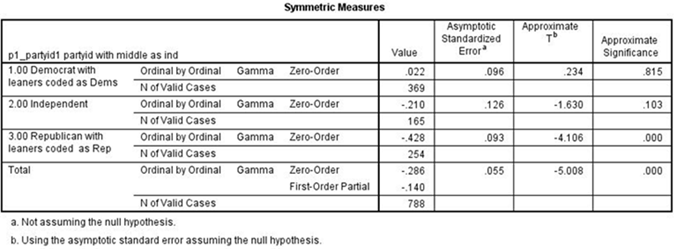 Symmetric Measures
p1_partyid1 partyid with middle as ind Value Asymptotic Standardized Error a Approximate T b Approximate Significance
1.00 Democrat with leaners coded as Dems Ordinal by Ordinal Gamma Zero-Order .022 .096 .234 .815
N of Valid Cases 369
2.00 Independent Ordinal by Ordinal Gamma Zero-Order -.210 .126 -1.630 .103
N of Valid Cases 165
3.00 Republican with leaners coded as Rep Ordinal by Ordinal Gamma Zero-Order -.428 .093 -4.106 .000
N of Valid Cases 254
Total Ordinal by Ordinal Gamma Zero-Order -.286 .055 -5.008 .000
First-Order Partial -.140
N of Valid Cases 788
a. Not assuming the null hypothesis.
b. Using the asymptotic standard error assuming the null hypothesis.